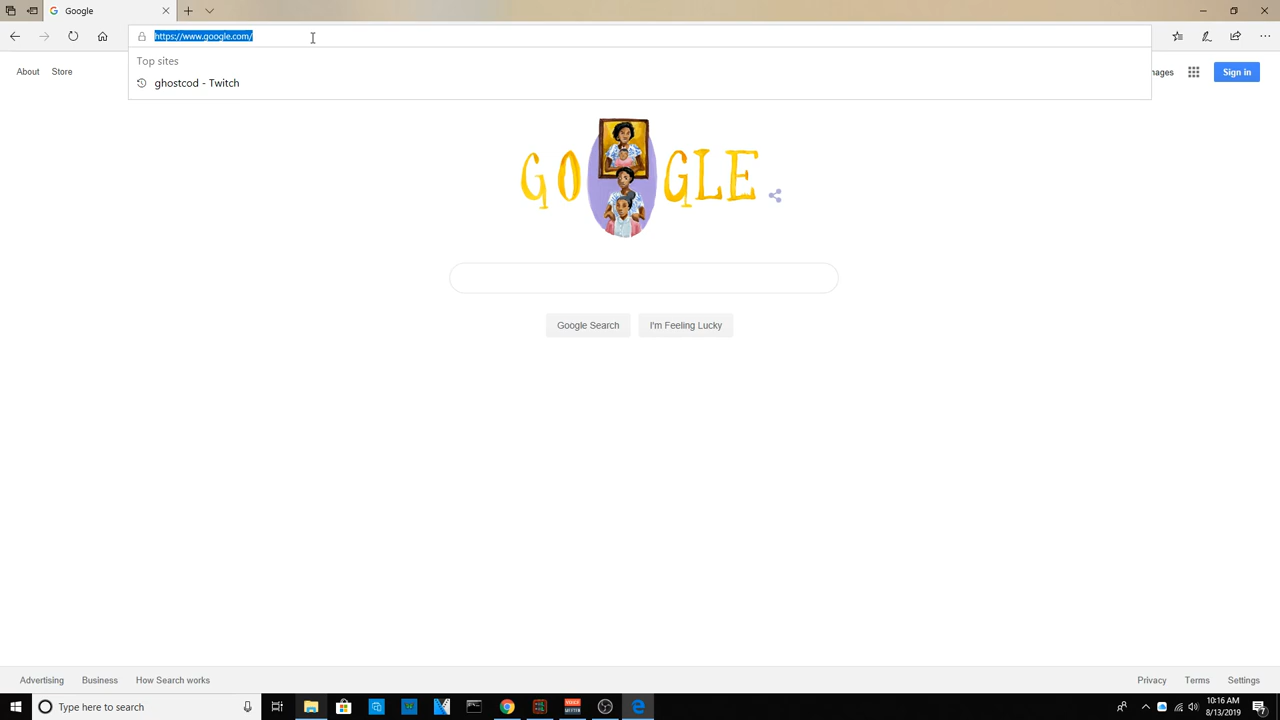 Google
https://www.google.com/
Top sites
ghostcod - Twitch
About Store
mages
Sign in
GO GLE
Google Search I'm Feeling Lucky
Advertising Business How Search works
Privacy Terms Settings
Type here to search
10:16 AM
8/13/2019